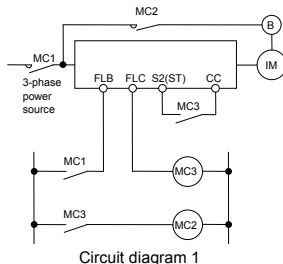 MC2
B
MC1
3-phase
power
source
FLB FLC S2(ST) CC
IM
MC3
MC1
MC3
MC3
MC2
Circuit diagram 1